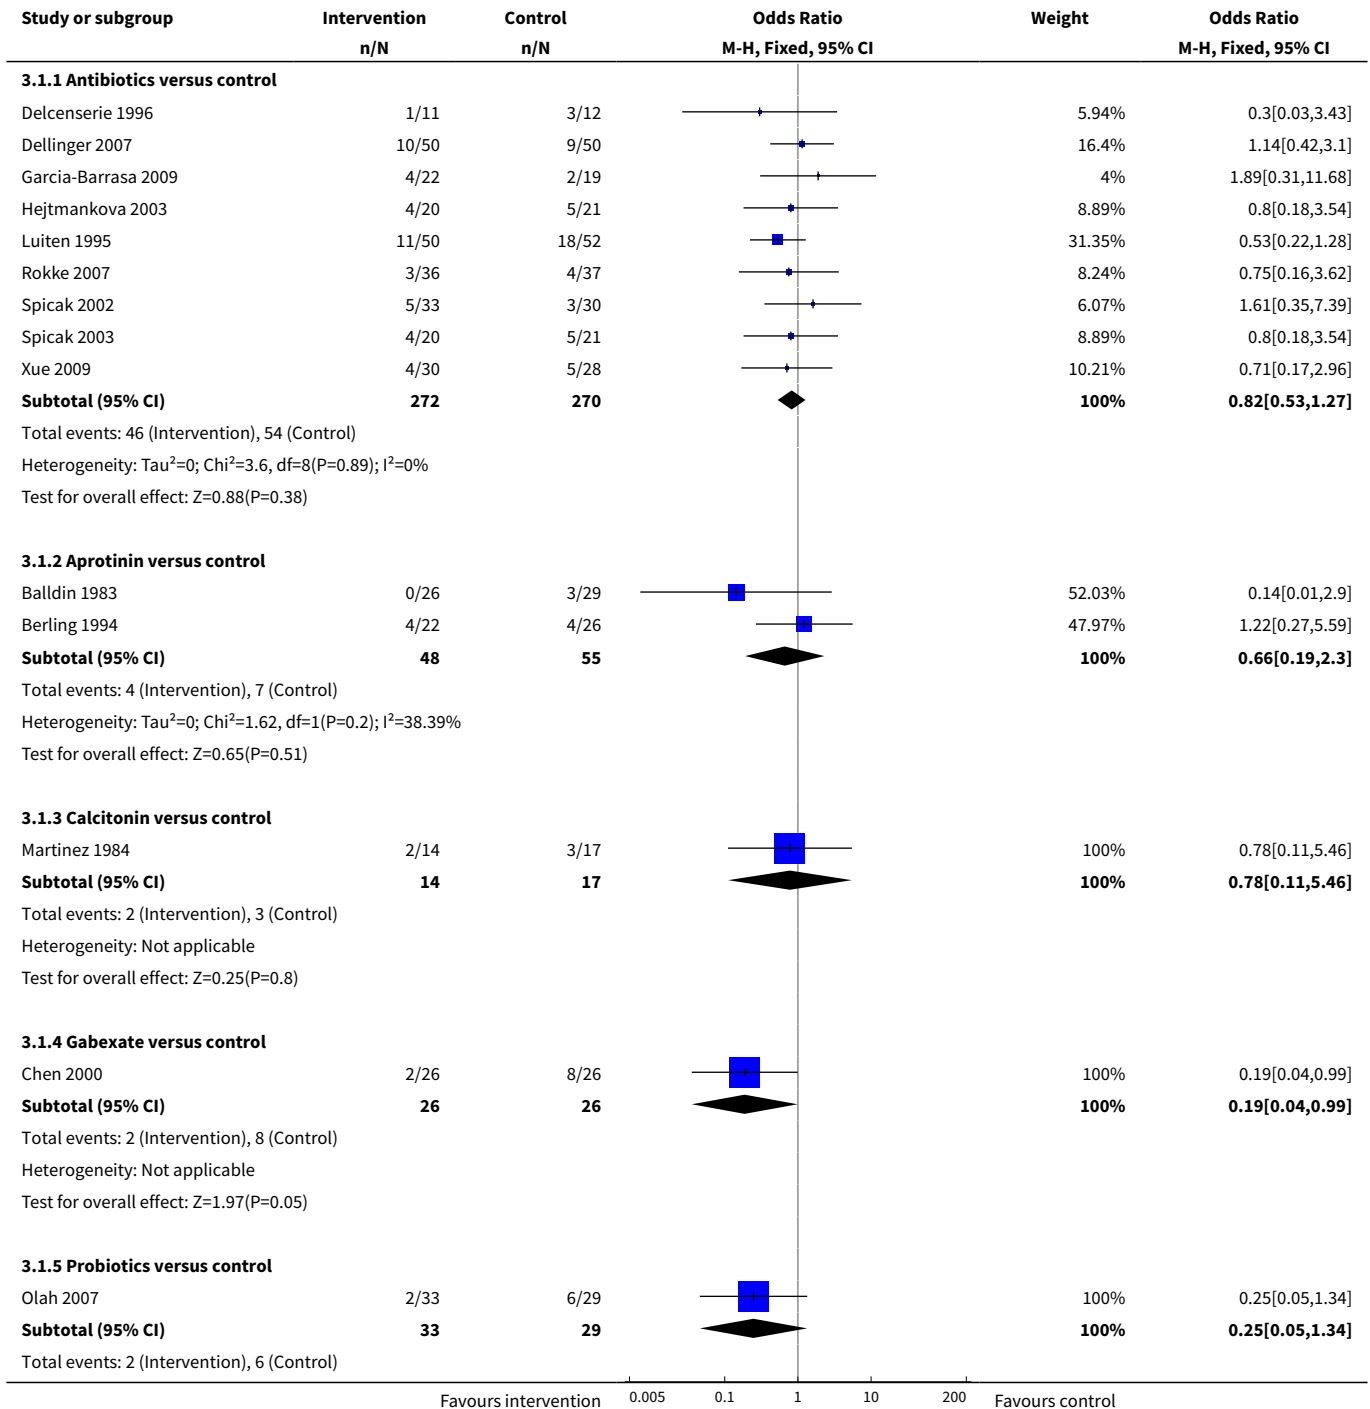 Study or subgroup Intervention Control Odds Ratio Weight Odds Ratio
n/N n/N M-H, Fixed, 95% CI M-H, Fixed, 95% CI
3.1.1 Antibiotics versus control
Delcenserie 1996 1/11 3/12 5.94% 0.3[0.03,3.43]
Dellinger 2007 10/50 9/50 16.4% 1.14[0.42,3.1]
Garcia-Barrasa 2009 4/22 2/19 4% 1.89[0.31,11.68]
Hejtmankova 2003 4/20 5/21 8.89% 0.8[0.18,3.54]
Luiten 1995 11/50 18/52 31.35% 0.53[0.22,1.28]
Rokke 2007 3/36 4/37 8.24% 0.75[0.16,3.62]
Spicak 2002 5/33 3/30 6.07% 1.61[0.35,7.39]
Spicak 2003 4/20 5/21 8.89% 0.8[0.18,3.54]
Xue 2009 4/30 5/28 10.21% 0.71[0.17,2.96]
Subtotal (95% CI) 272 270 100% 0.82[0.53,1.27]
Total events: 46 (Intervention), 54 (Control)
Heterogeneity: Tau²=0; Chi²=3.6, df=8(P=0.89); I²=0%
Test for overall effect: Z=0.88(P=0.38)
3.1.2 Aprotinin versus control
Balldin 1983 0/26 3/29 52.03% 0.14[0.01,2.9]
Berling 1994 4/22 4/26 47.97% 1.22[0.27,5.59]
Subtotal (95% CI) 48 55 100% 0.66[0.19,2.3]
Total events: 4 (Intervention), 7 (Control)
Heterogeneity: Tau²=0; Chi²=1.62, df=1(P=0.2); I²=38.39%
Test for overall effect: Z=0.65(P=0.51)
3.1.3 Calcitonin versus control
Martinez 1984 2/14 3/17 100% 0.78[0.11,5.46]
Subtotal (95% CI) 14 17 100% 0.78[0.11,5.46]
Total events: 2 (Intervention), 3 (Control)
Heterogeneity: Not applicable
Test for overall effect: Z=0.25(P=0.8)
3.1.4 Gabexate versus control
Chen 2000 2/26 8/26 100% 0.19[0.04,0.99]
Subtotal (95% CI) 26 26 100% 0.19[0.04,0.99]
Total events: 2 (Intervention), 8 (Control)
Heterogeneity: Not applicable
Test for overall effect: Z=1.97(P=0.05)
3.1.5 Probiotics versus control
Olah 2007 2/33 6/29 100% 0.25[0.05,1.34]
Subtotal (95% CI) 33 29 100% 0.25[0.05,1.34]
Total events: 2 (Intervention), 6 (Control)
Favours intervention 0.005 0.1 1 10 200 Favours control